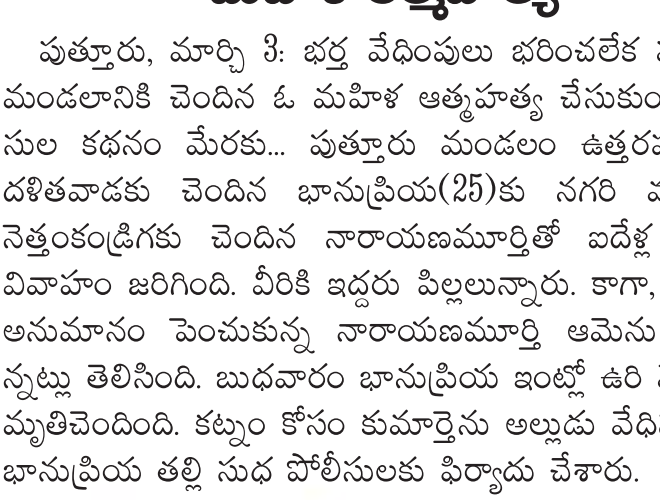 పుత్తూరు, మార్చి 3: భర్త వేధింపులు భరించలేక
మండలానికి చెందిన ఓ మహిళ ఆత్మహత్య చేసుకుం
సుల కథనం మేరకు... పుత్తూరు మండలం ఉత్తర
దళితవాడకు చెందిన భానుప్రియ(25)కు నగరి
నెత్తంకండ్రిగకు చెందిన నారాయణమూర్తితో ఐదేళ్ల
వివాహం జరిగింది. వీరికి ఇద్దరు పిల్లలున్నారు. కాగా,
అనుమానం పెంచుకున్న నారాయణమూర్తి ఆమెను
న్నట్లు తెలిసింది. బుధవారం భానుప్రియ ఇంట్లో ఉరి
మృతిచెందింది. కట్నం కోసం కుమార్తెను అల్లుడు వేధి
భానుప్రియ తల్లి సుధ పోలీసులకు ఫిర్యాదు చేశారు.